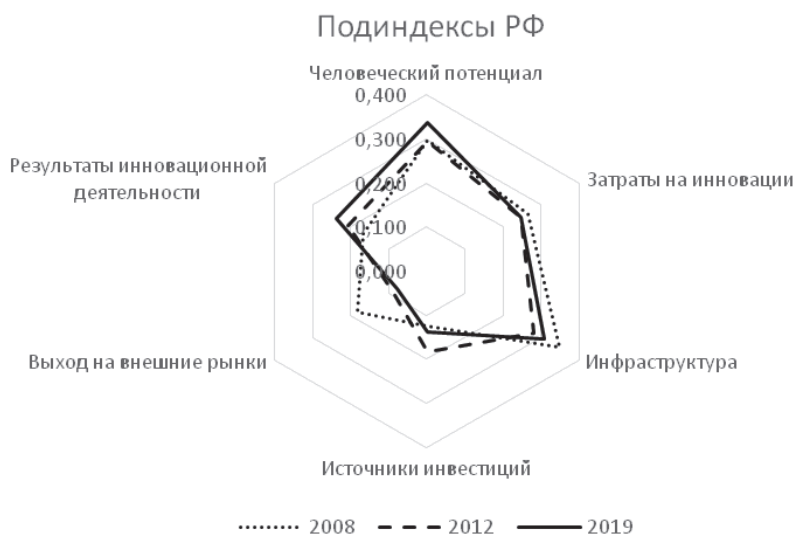 Подиндексы РФ
Человеческий потенциал
0,400
0,300
0,200
0,100
0,000
Результаты инновационной
деятельности
Затраты на инновации
Выход на внешние рынки
Инфраструктура
Источники инвестиций
2008
2012
2019